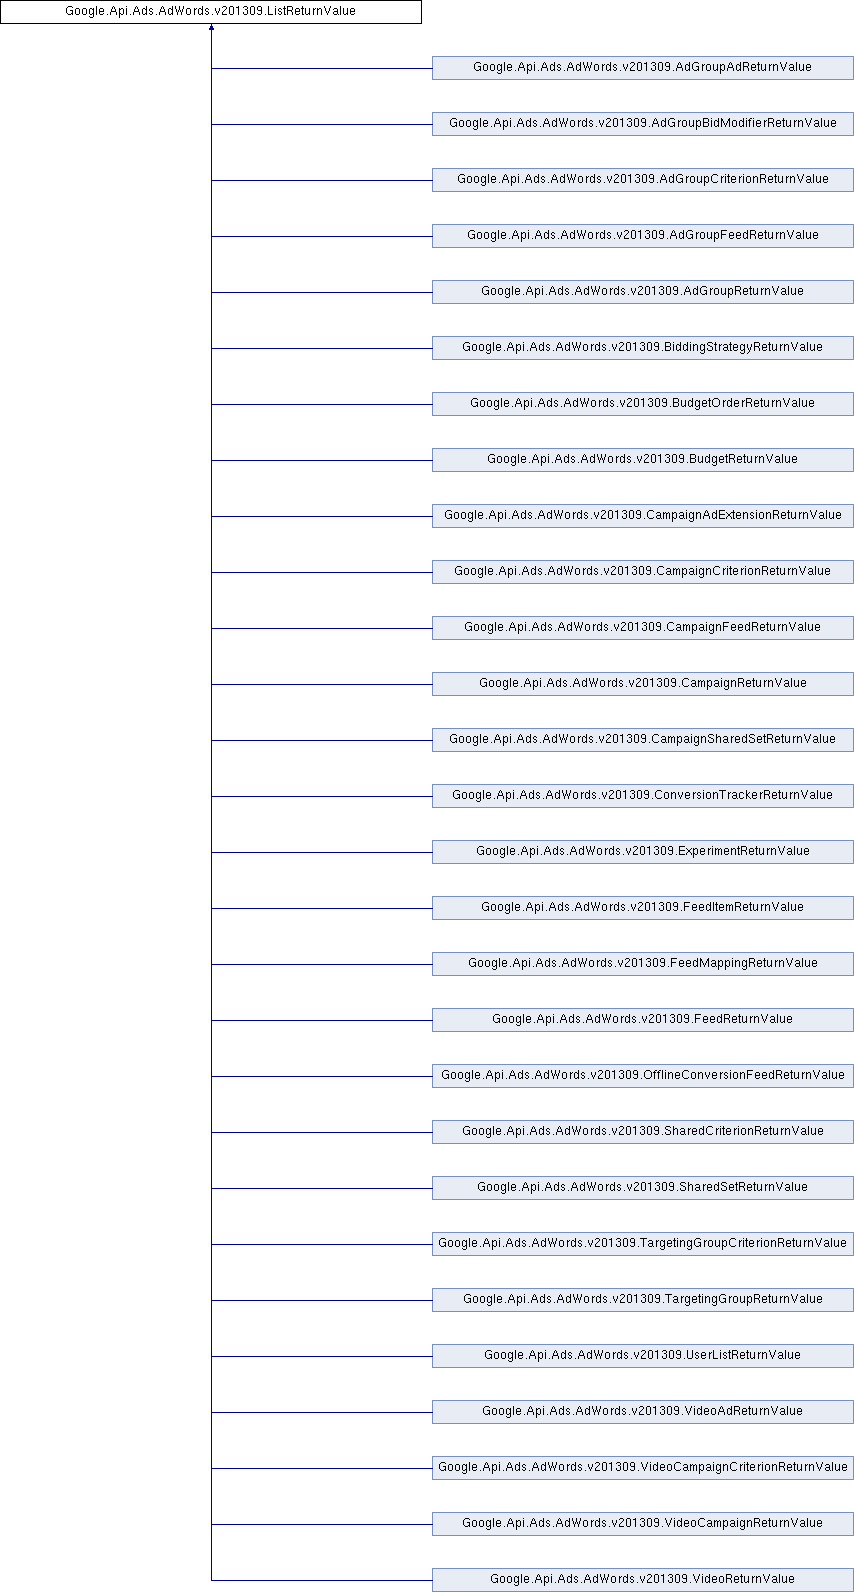 Google.Api.Ads.AdWords.v201309.ListReturnValue
Google.Api.Ads.AdWords.v201309.AdGroupAdReturnValue
Google.Api.Ads.AdWords.v201309.AdGroupBidModifierReturnValue
Google.Api.Ads.AdWords.v201309.AdGroupCriterionReturnValue
Google.Api.Ads.AdWords.v201309.AdGroupFeedReturnValue
Google.Api.Ads.AdWords.v201309.AdGroupReturnValue
Google.Api.Ads.AdWords.v201309.BiddingStrategyReturnValue
Google.Api.Ads.AdWords.v201309.BudgetOrderReturnValue
Google.Api.Ads.AdWords.v201309.BudgetReturnValue
Google.Api.Ads.AdWords.v201309.CampaignAdExtensionReturnValue
Google.Api.Ads.AdWords.v201309.CampaignCriterionReturnValue
Google.Api.Ads.AdWords.v201309.CampaignFeedReturnValue
Google.Api.Ads.AdWords.v201309.CampaignReturnValue
Google.Api.Ads.AdWords.v201309.CampaignSharedSetReturnValue
Google.Api.Ads.AdWords.v201309.ConversionTrackerReturnValue
Google.Api.Ads.AdWords.v201309.ExperimentReturnValue
Google.Api.Ads.AdWords.v201309.FeedItemReturnValue
Google.Api.Ads.AdWords.v201309.FeedMappingReturnValue
Google.Api.Ads.AdWords.v201309.FeedReturnValue
Google.Api.Ads.AdWords.v201309.OfflineConversionFeedReturnValue
Google.Api.Ads.AdWords.v201309.SharedCriterionReturnValue
Google.Api.Ads.AdWords.v201309.SharedSetReturnValue
Google.Api.Ads.AdWords.v201309.TargetingGroupCriterionReturnValue
Google.Api.Ads.AdWords.v201309.TargetingGroupReturnValue
Google.Api.Ads.AdWords.v201309.UserListReturnValue
Google.Api.Ads.AdWords.v201309.VideoAdReturnValue
Google.Api.Ads.AdWords.v201309.VideoCampaignCriterionReturnValue
Google.Api.Ads.AdWords.v201309.VideoCampaignReturnValue
Google.Api.Ads.AdWords.v201309.VideoReturnValue